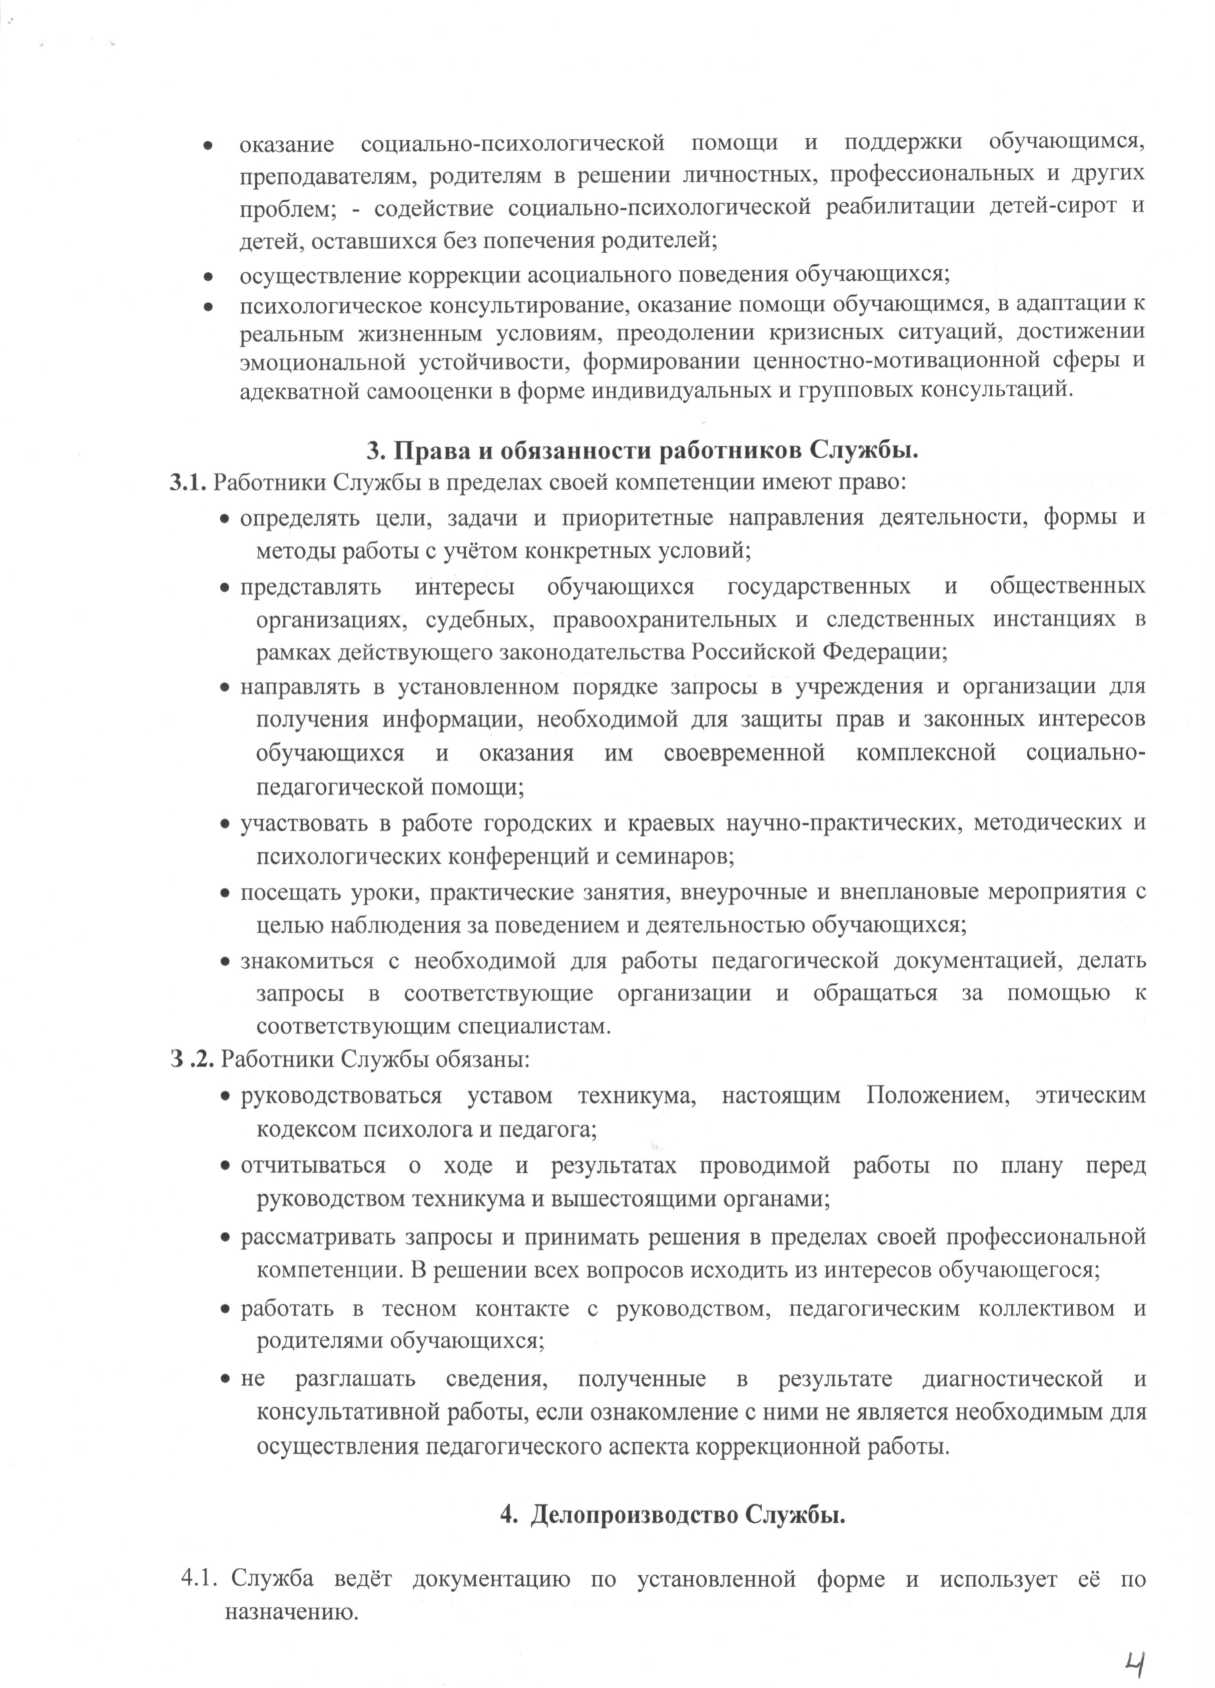 • оказание социально-психологической помощи и поддержки обучающимся,
преподавателям, родителям в решении личностных, профессиональных и других
проблем; - содействие социально-психологической реабилитации детей-сирот и
детей, оставшихся без попечения родителей;
• осуществление коррекции асоциального поведения обучающихся;
• психологическое консультирование, оказание помощи обучающимся, в адаптации к
реальным жизненным условиям, преодолении кризисных ситуаций, достижении
эмоциональной устойчивости, формировании ценностно-мотивационной сферы и
адекватной самооценки в форме индивидуальных и групповых консультаций.
3. Права и обязанности работников Службы.
3.1. Работники Службы в пределах своей компетенции имеют право:
• определять цели, задачи и приоритетные направления деятельности, формы и
методы работы с учётом конкретных условий;
• представлять интересы обучающихся государственных и общественных
организациях, судебных, правоохранительных и следственных инстанциях в
рамках действующего законодательства Российской Федерации;
• направлять в установленном порядке запросы в учреждения и организации для
получения информации, необходимой для защиты прав и законных интересов
обучающихся и оказания им своевременной комплексной социально-
педагогической помощи;
• участвовать в работе городских и краевых научно-практических, методических и
психологических конференций и семинаров;
• посещать уроки, практические занятия, внеурочные и внеплановые мероприятия с
целью наблюдения за поведением и деятельностью обучающихся;
• знакомиться с необходимой для работы педагогической документацией, делать
запросы в соответствующие организации и обращаться за помощью к
соответствующим специалистам.
3 .2. Работники Службы обязаны:
• руководствоваться уставом техникума, настоящим Положением, этическим
кодексом психолога и педагога;
• отчитываться о ходе и результатах проводимой работы по плану перед
руководством техникума и вышестоящими органами;
• рассматривать запросы и принимать решения в пределах своей профессиональной
компетенции. В решении всех вопросов исходить из интересов обучающегося;
• работать в тесном контакте с руководством, педагогическим коллективом и
родителями обучающихся;
• не разглашать сведения, полученные в результате диагностической и
консультативной работы, если ознакомление с ними не является необходимым для
осуществления педагогического аспекта коррекционной работы.
4. Делопроизводство Службы.
4.1. Служба ведёт документацию по установленной форме и использует её по
назначению.
4